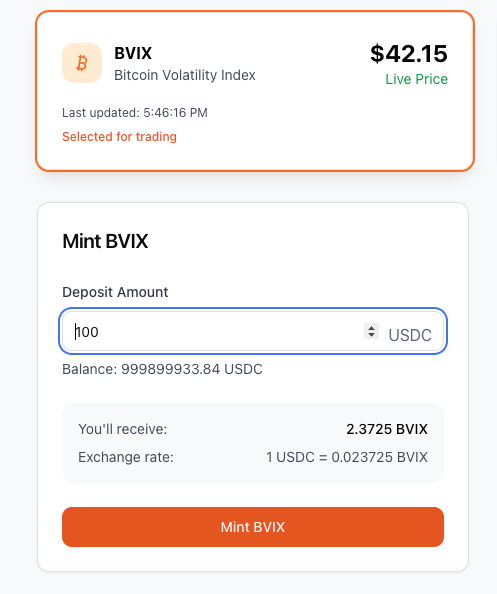 BVIX
$42.15
Bitcoin Volatility Index
Live Price
Last updated: 5:46:16 PM
Selected for trading
Mint BVIX
Deposit Amount
100
USDC
Balance: 999899933.84 USDC
You'll receive: 2.3725 BVIX
Exchange rate: 1 USDC = 0.023725 BVIX
Mint BVIX